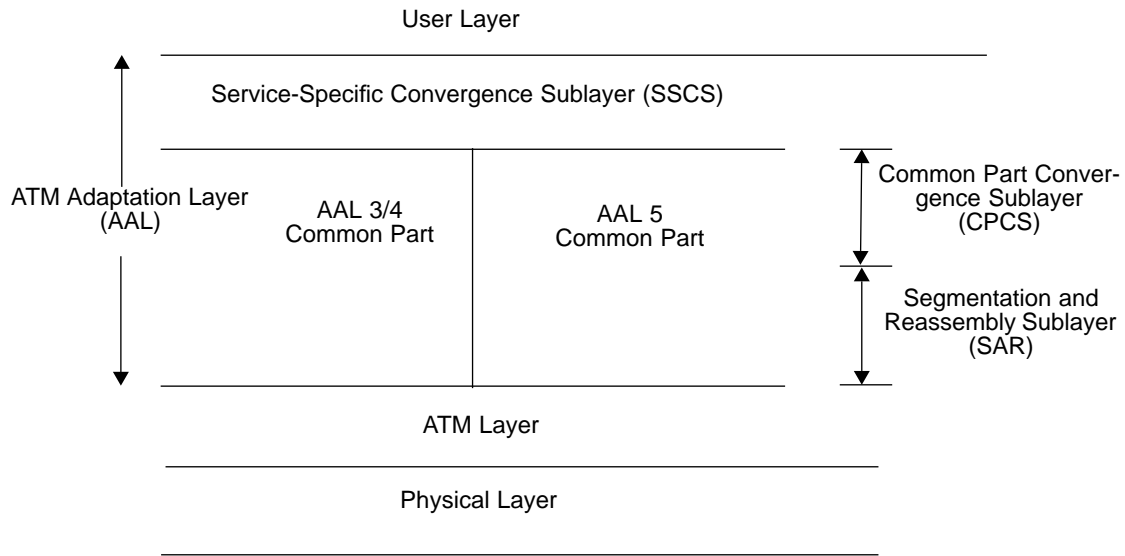 User Layer
Service-Specific Convergence Sublayer (SSCS)
ATM Adaptation Layer
(AAL)
AAL 3/4
Common Part
AAL 5
Common Part
Common Part Conver-
gence Sublayer
(CPCS)
Segmentation and
Reassembly Sublayer
(SAR)
ATM Layer
Physical Layer